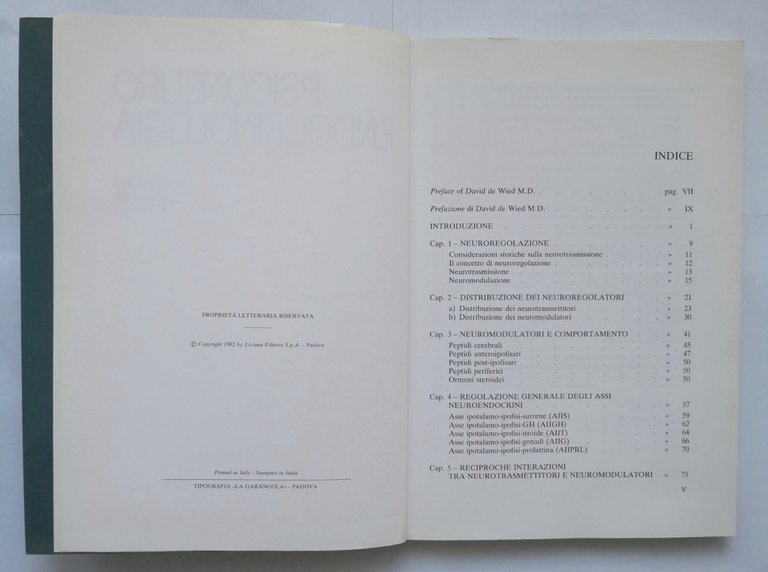 PSICONEURO
ENDOCRINOLOGIA
PROPRIETÀ LETTERARIA RISERVATA
© Copyright 1982 by Liviana Editrice S.p.A. - Padova
Printed in Italy - Stampato in Italia
TIPOGRAFIA «LA GARANGOLA» - PADOVA
INDICE
Preface of David de Wied M.D. . . . . . . . . pag. VII
Prefazione di David de Wied M.D. . . . . . . . » IX
INTRODUZIONE . . . . . . . . . . » 1
Cap. 1 – NEUROREGOLAZIONE . . . . . . . » 9
Considerazioni storiche sulla neorotrasmissione . . . . » 11
Il concetto di neuroregolazione . . . . . . . » 12
Neurotrasmissione . . . . . . . . . » 13
Neuromodulazione . . . . . . . . . » 15
Cap. 2 – DISTRIBUZIONE DEI NEUROREGOLATORI . . . » 21
a) Distribuzione dei neurotrasmettitori . . . . . » 23
b) Distribuzione dei neuromodulatori . . . . . » 30
Cap. 3 – NEUROMODULATORI E COMPORTAMENTO . . . » 41
Peptidi cerebrali . . . . . . . . . » 45
Peptidi anteroipofisari . . . . . . . . » 47
Peptidi post-ipofisari . . . . . . . . » 50
Peptidi periferici . . . . . . . . . » 50
Ormoni steroidei . . . . . . . . . » 50
Cap. 4 – REGOLAZIONE GENERALE DEGLI ASSI
NEUROENDOCRINI . . . . . . . . » 57
Asse ipotalamo-ipofisi-surrene (AIIS) . . . . . » 59
Asse ipotalamo-ipofisi-GH (AIIGH) . . . . . » 62
Asse ipotalamo-ipofisi-tiroide (AIIT) . . . . . » 64
Asse ipotalamo-ipofisi-gonadi (AIIG) . . . . . » 66
Asse ipotalamo-ipofisi-prolattina (AIIPRL) . . . . » 70
Cap. 5 – RECIPROCHE INTERAZIONI
TRA NEUROTRASMETTITORI E NEUROMODULATORI . » 75
V